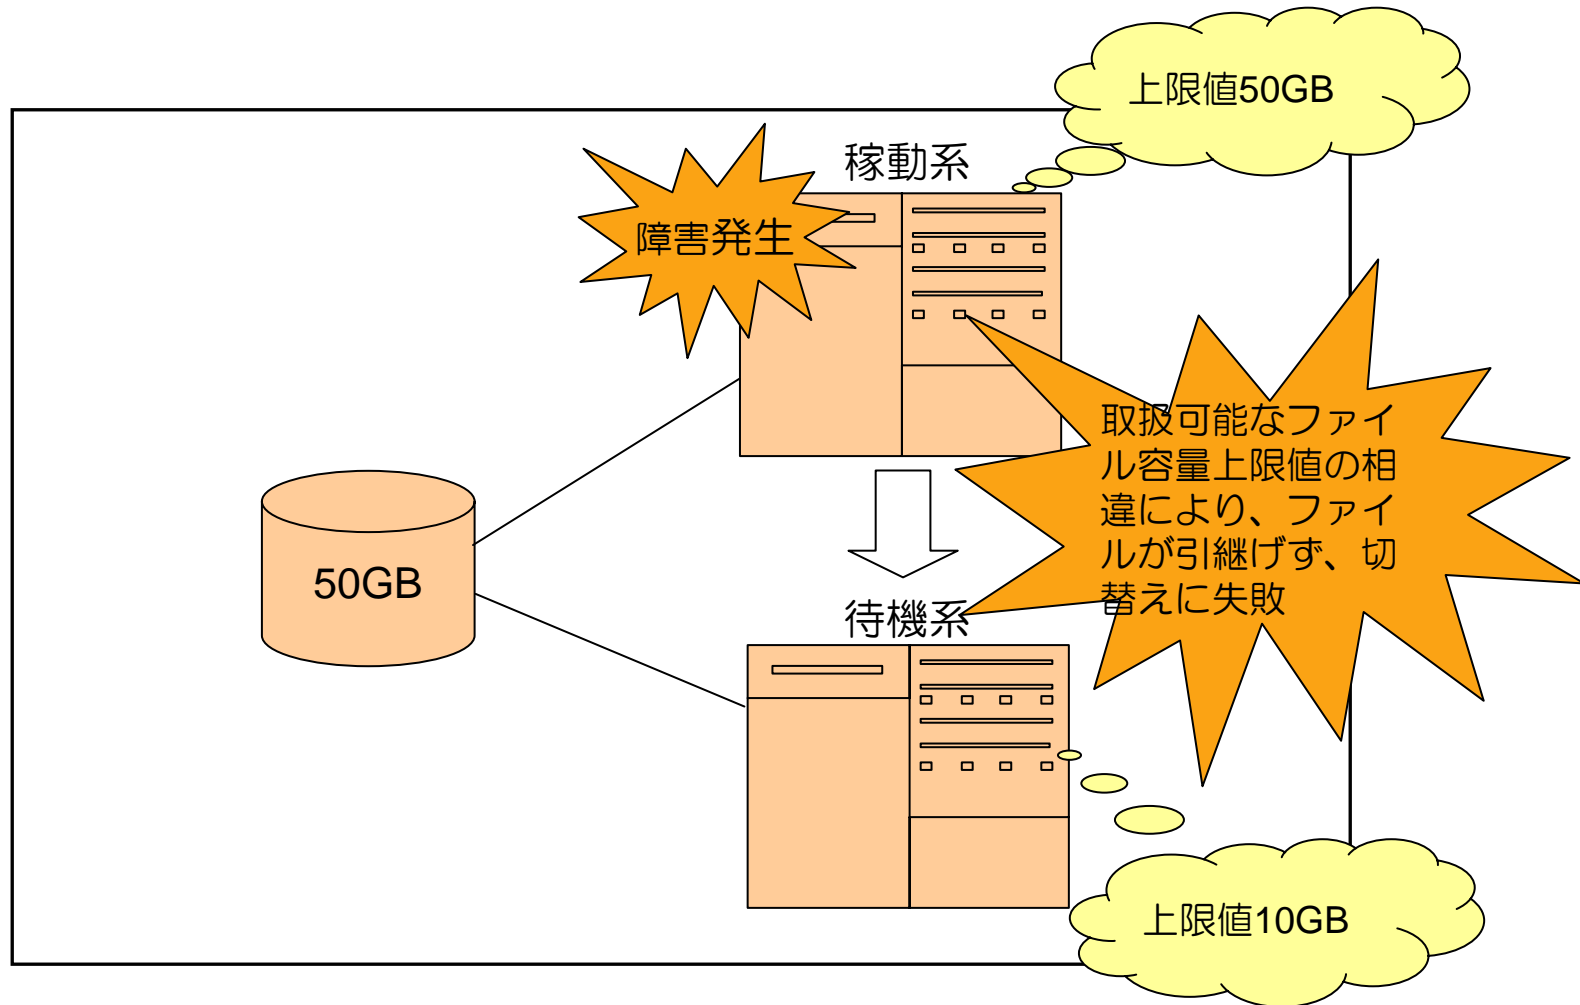 上限値50GB
稼動系
障害発生
取扱可能なファイ
ル容量上限値の相
違により、ファイ
ルが引継げず、切
替えに失敗
50GB
待機系
上限値10GB